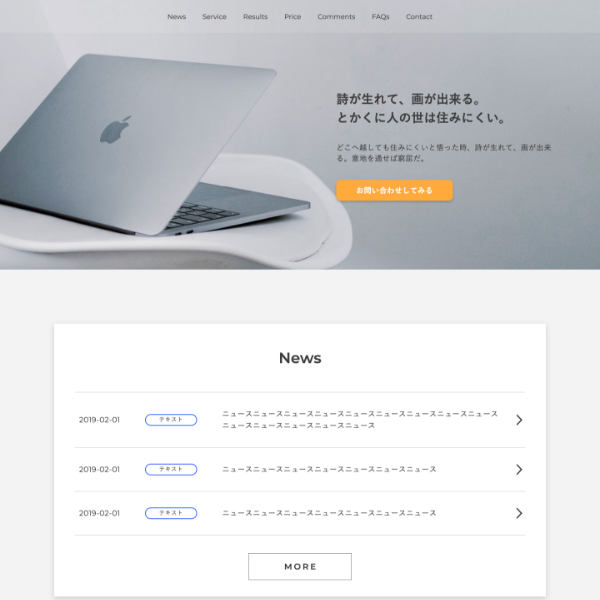 News Service Results Price Comments FAQs Contact
詩が生れて、画が出来る。
とかくに人の世は住みにくい。
どこへ越しても住みにくいと悟った時、詩が生れて、画が出来
る。意地を通せば窮屈だ。
お問い合わせしてみる
News
2019-02-01 テキスト ニュースニュースニュースニュースニュースニュースニュースニュースニュース
ニュースニュースニュースニュースニュース
2019-02-01 テキスト ニュースニュースニュースニュースニュースニュースニュース
2019-02-01 テキスト ニュースニュースニュースニュースニュースニュースニュース
MORE